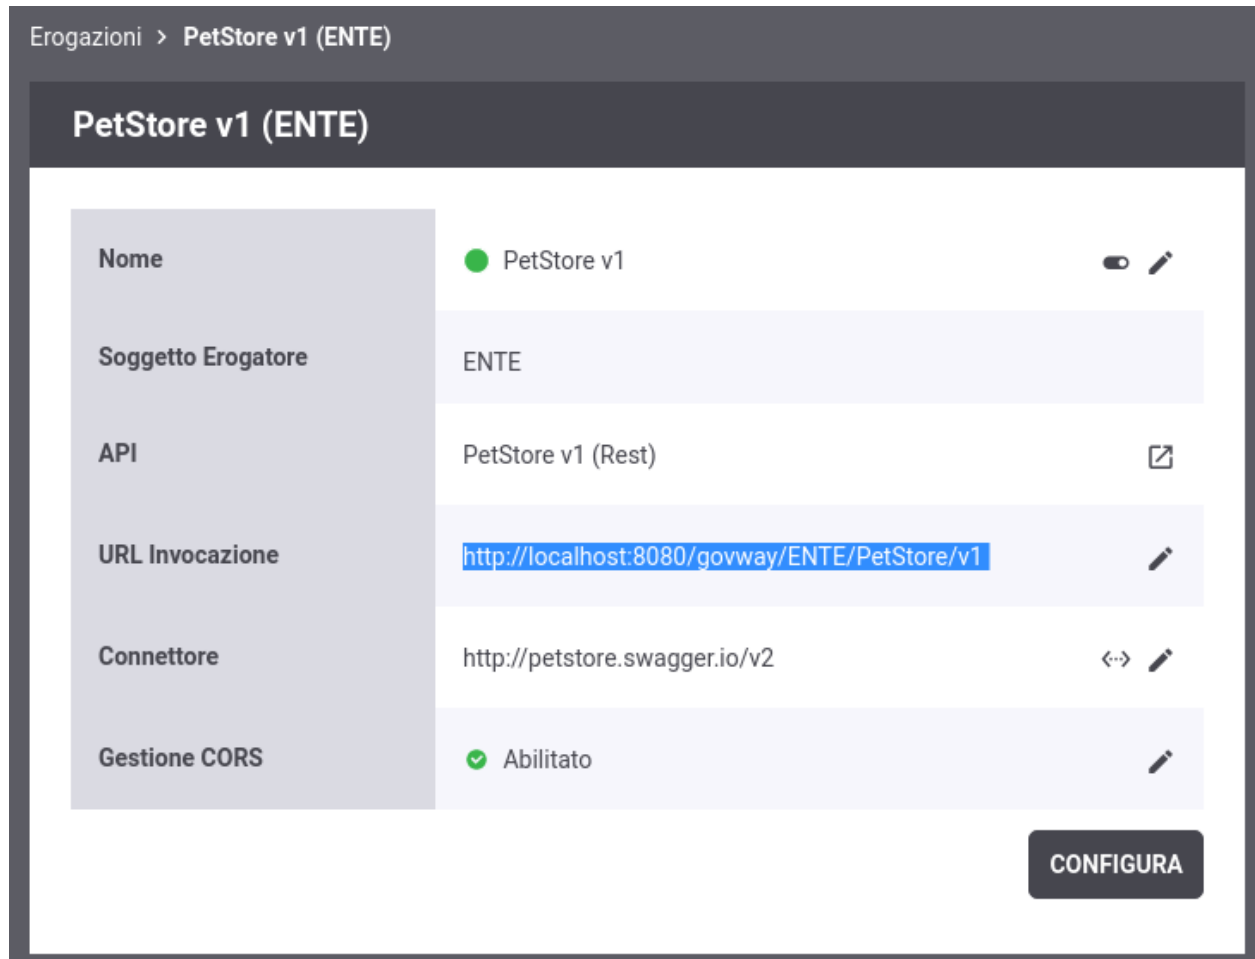 Erogazioni > PetStore v1 (ENTE)
PetStore v1 (ENTE)
Nome PetStore v1
Soggetto Erogatore ENTE
API PetStore v1 (Rest)
URL Invocazione http://localhost:8080/govway/ENTE/PetStore/v1
Connettore http://petstore.swagger.io/v2
Gestione CORS Abilitato
CONFIGURA